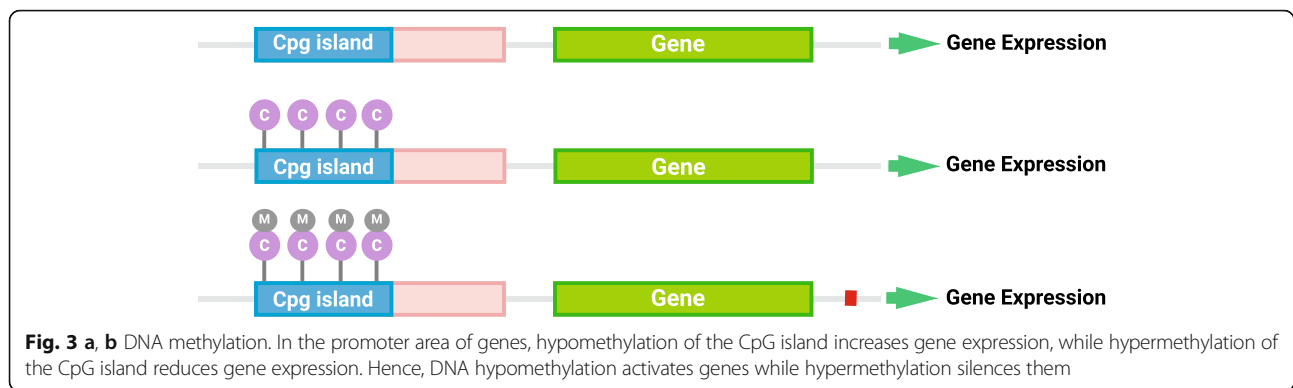 Cpg island Gene Gene Expression
C C C C
Cpg island Gene Gene Expression
M M M M
C C C C
Cpg island Gene Gene Expression
Fig. 3 a, b DNA methylation. In the promoter area of genes, hypomethylation of the CpG island increases gene expression, while hypermethylation of
the CpG island reduces gene expression. Hence, DNA hypomethylation activates genes while hypermethylation silences them